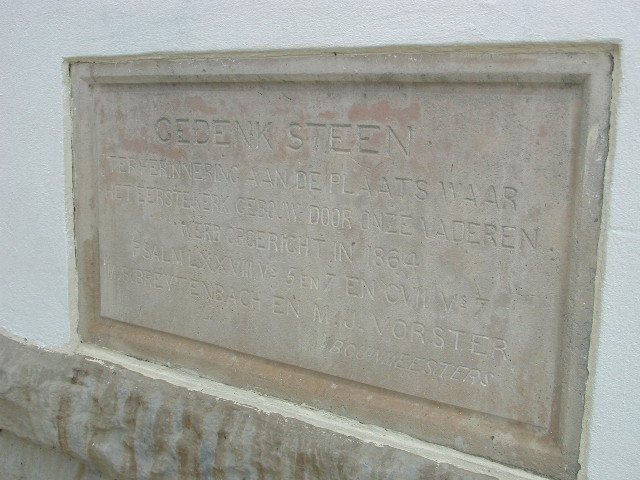 GEDENK STEEN
TER HERINNERING AAN DE PLAATS WAAR
HET EERSTE KERK GEBOUW DOOR ONZE VADEREN
WERD OPGERICHT IN 1864
PSALM LXXVIII Vs 5 EN 7 EN CVII Vs 7
BREYTENBACH EN M.J. VORSTER
BOUWMEESTERS